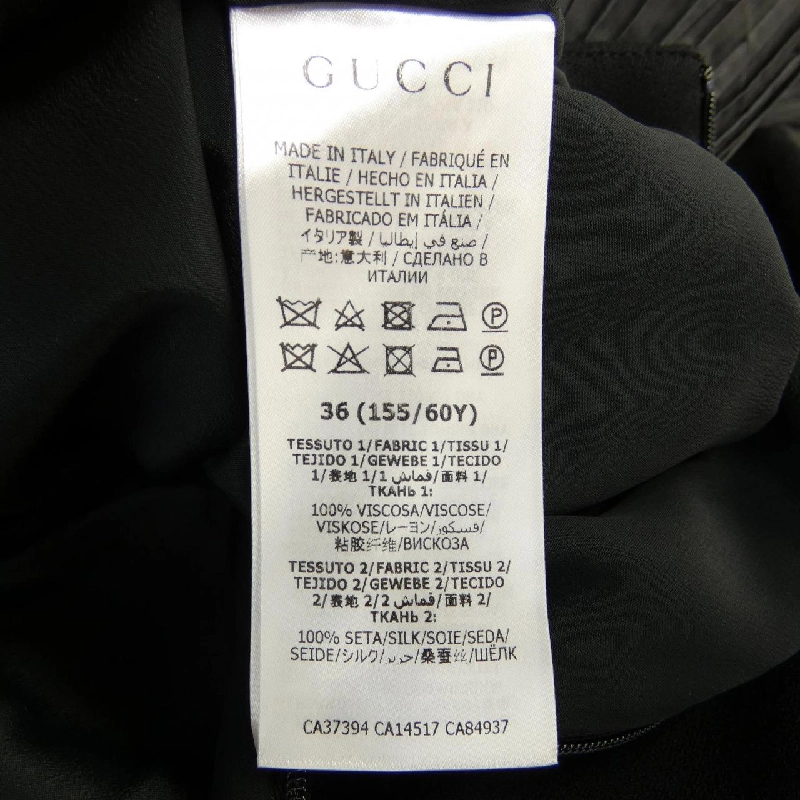 GUCCI
MADE IN ITALY / FABRIQUÉ EN
ITALIE / HECHO EN ITALIA /
HERGESTELLT IN ITALIEN /
FABRICADO EM ITÁLIA /
イタリア製 / صنع في إيطاليا /
产地:意大利 / СДЕЛАНО В
ИТАЛИИ
P
P
36 (155/60Y)
TESSUTO 1/FABRIC 1/TISSU 1/
TEJIDO 1/GEWEBE 1/TECIDO
1/表地 1/قماش 1/面料 1/
ТКАНЬ 1:
100% VISCOSA/VISCOSE/
VISKOSE/レーヨン/فسكوز/
粘胶纤维/ВИСКОЗА
TESSUTO 2/FABRIC 2/TISSU 2/
TEJIDO 2/GEWEBE 2/TECIDO
2/表地 2/قماش 2/面料 2/
ТКАНЬ 2:
100% SETA/SILK/SOIE/SEDA/
SEIDE/シルク/حرير/桑蚕丝/ШЁЛК
CA37394 CA14517 CA84937